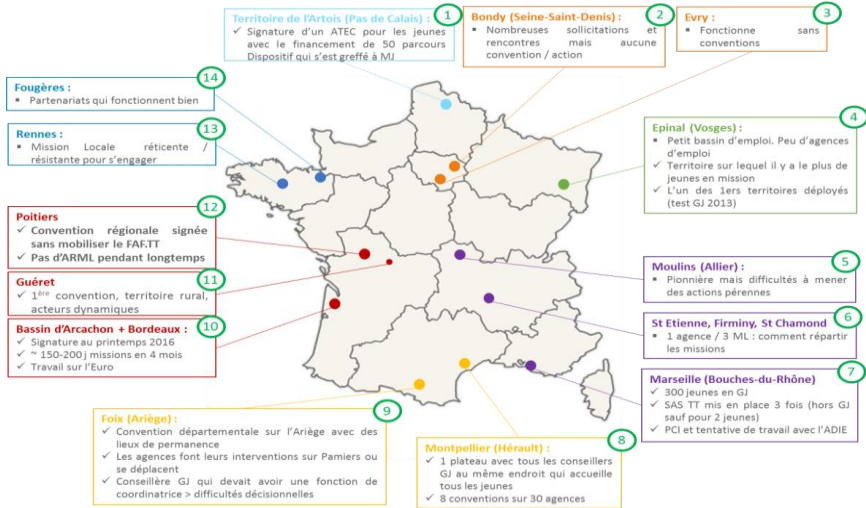 Territoire de l'Artois (Pas de Calais) :
1
✓ Signature d'un ATEC pour les jeunes
avec le financement de 50 parcours
Dispositif qui s'est greffé à MJ
Bondy (Seine-Saint-Denis) :
2
▪ Nombreuses sollicitations et
rencontres mais aucune
convention / action
Evry :
3
▪ Fonctionne sans
conventions
Epinal (Vosges) :
4
▪ Petit bassin d'emploi. Peu d'agences
d'emploi
✓ Territoire sur lequel il y a le plus de
jeunes en mission
✓ L'un des 1ers territoires déployés
(test GJ 2013)
Moulins (Allier) :
5
▪ Pionnière mais difficultés à mener
des actions pérennes
St Etienne, Firminy, St Chamond
6
▪ 1 agence / 3 ML : comment répartir
les missions
Marseille (Bouches-du-Rhône)
7
✓ 300 jeunes en GJ
✓ SAS TT mis en place 3 fois (hors GJ
sauf pour 2 jeunes)
✓ PCI et tentative de travail avec l'ADIE
Montpellier (Hérault) :
8
✓ 1 plateau avec tous les conseillers
GJ au même endroit qui accueille
tous les jeunes
✓ 8 conventions sur 30 agences
Foix (Ariège) :
9
✓ Convention départementale sur l'Ariège avec des
lieux de permanence
✓ Les agences font leurs interventions sur Pamiers ou
se déplacent
✓ Conseillère GJ qui devait avoir une fonction de
coordinatrice > difficultés décisionnelles
Bassin d'Arcachon + Bordeaux :
10
✓ Signature au printemps 2016
✓ ~ 150-200 j missions en 4 mois
✓ Travail sur l'Euro
Guéret
11
✓ 1ère convention, territoire rural,
acteurs dynamiques
Poitiers
12
✓ Convention régionale signée
sans mobiliser le FAF.TT
✓ Pas d'ARML pendant longtemps
Rennes :
13
▪ Mission Locale réticente /
résistante pour s'engager
Fougères :
14
▪ Partenariats qui fonctionnent bien